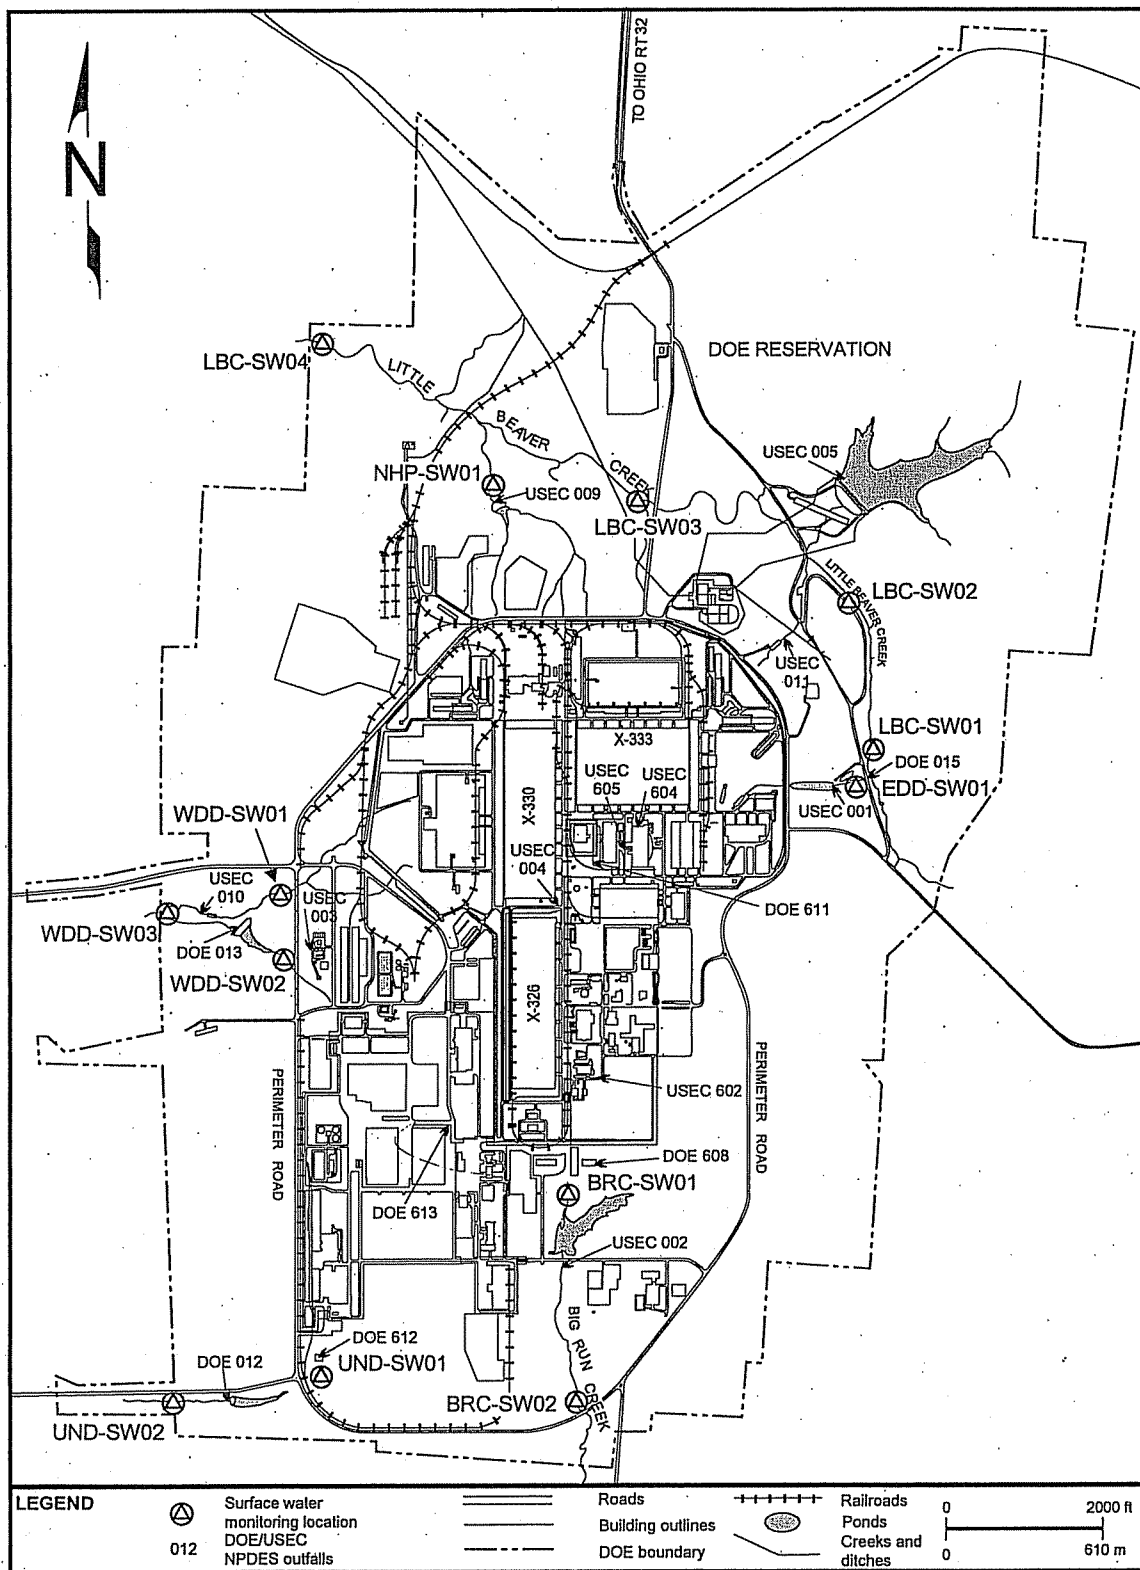 TO OHIO RT 32
N
DOE RESERVATION
LBC-SW04
LITTLE
BEAVER
CREEK
USEC 005
NHP-SW01
USEC 009
LBC-SW03
LITTLE BEAVER CREEK
LBC-SW02
USEC
011
X-333
LBC-SW01
DOE 015
EDD-SW01
USEC 001
USEC
605
USEC
604
X-330
WDD-SW01
USEC
004
USEC
010
USEC
003
DOE 611
WDD-SW03
DOE 013
WDD-SW02
X-326
PERIMETER ROAD
PERIMETER ROAD
USEC 602
DOE 608
BRC-SW01
DOE 613
USEC 002
BIG RUN
CREEK
DOE 612
UND-SW01
DOE 012
BRC-SW02
UND-SW02
LEGEND
Surface water
monitoring location
012
DOE/USEC
NPDES outfalls
Roads
Building outlines
DOE boundary
Railroads
Ponds
Creeks and
ditches
0
2000 ft
0
610 m